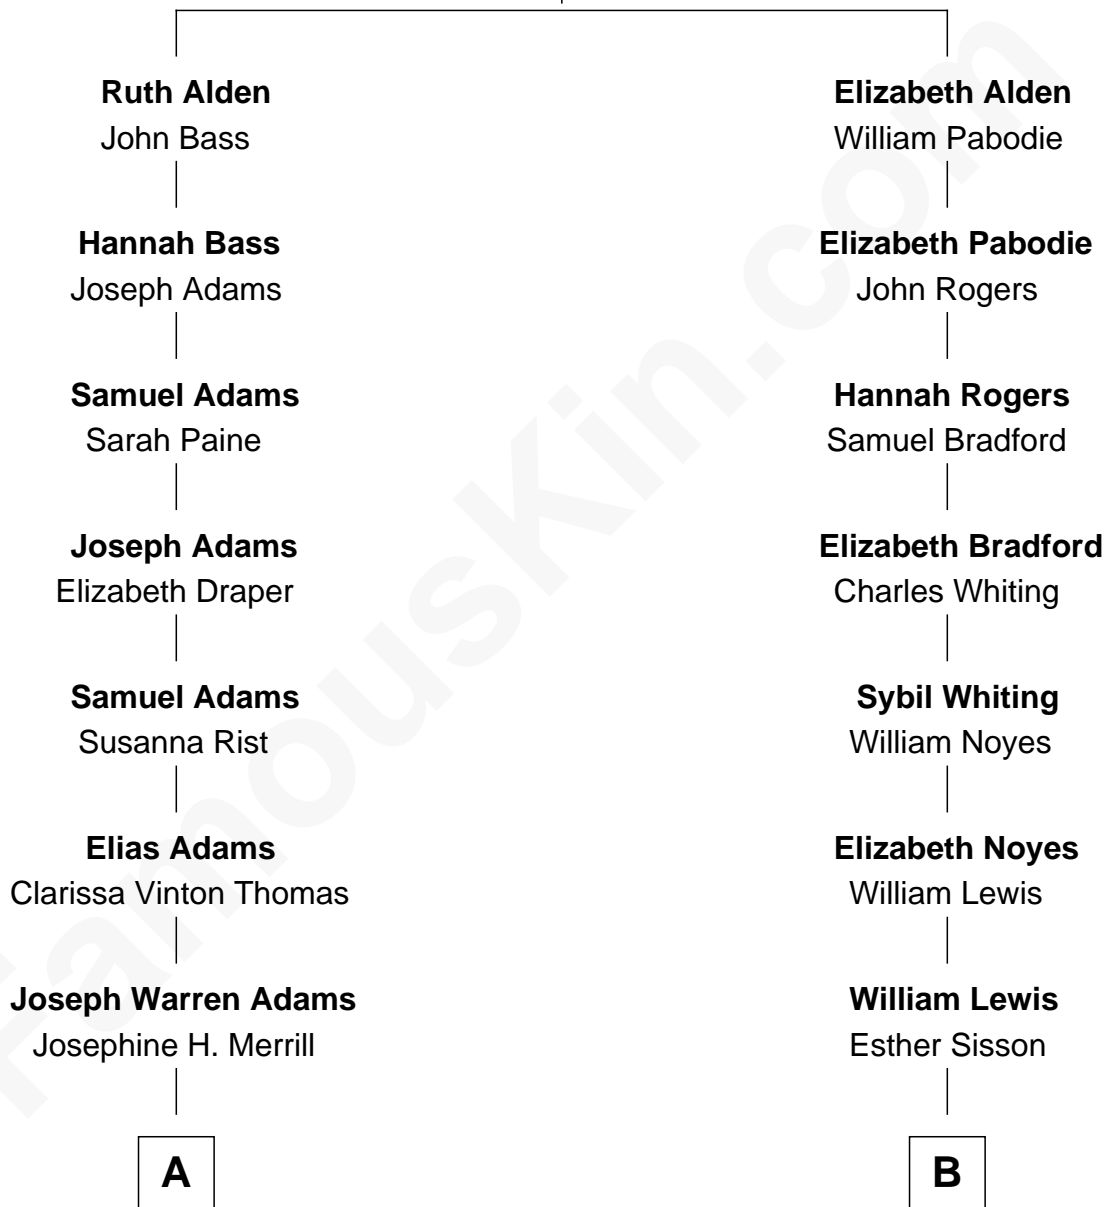 Ruth Alden
John Bass
Hannah Bass
Joseph Adams
Samuel Adams
Sarah Paine
Joseph Adams
Elizabeth Draper
Samuel Adams
Susanna Rist
Elias Adams
Clarissa Vinton Thomas
Joseph Warren Adams
Josephine H. Merrill
A
Elizabeth Alden
William Pabodie
Elizabeth Pabodie
John Rogers
Hannah Rogers
Samuel Bradford
Elizabeth Bradford
Charles Whiting
Sybil Whiting
William Noyes
Elizabeth Noyes
William Lewis
William Lewis
Esther Sisson
B
FamousKin.com